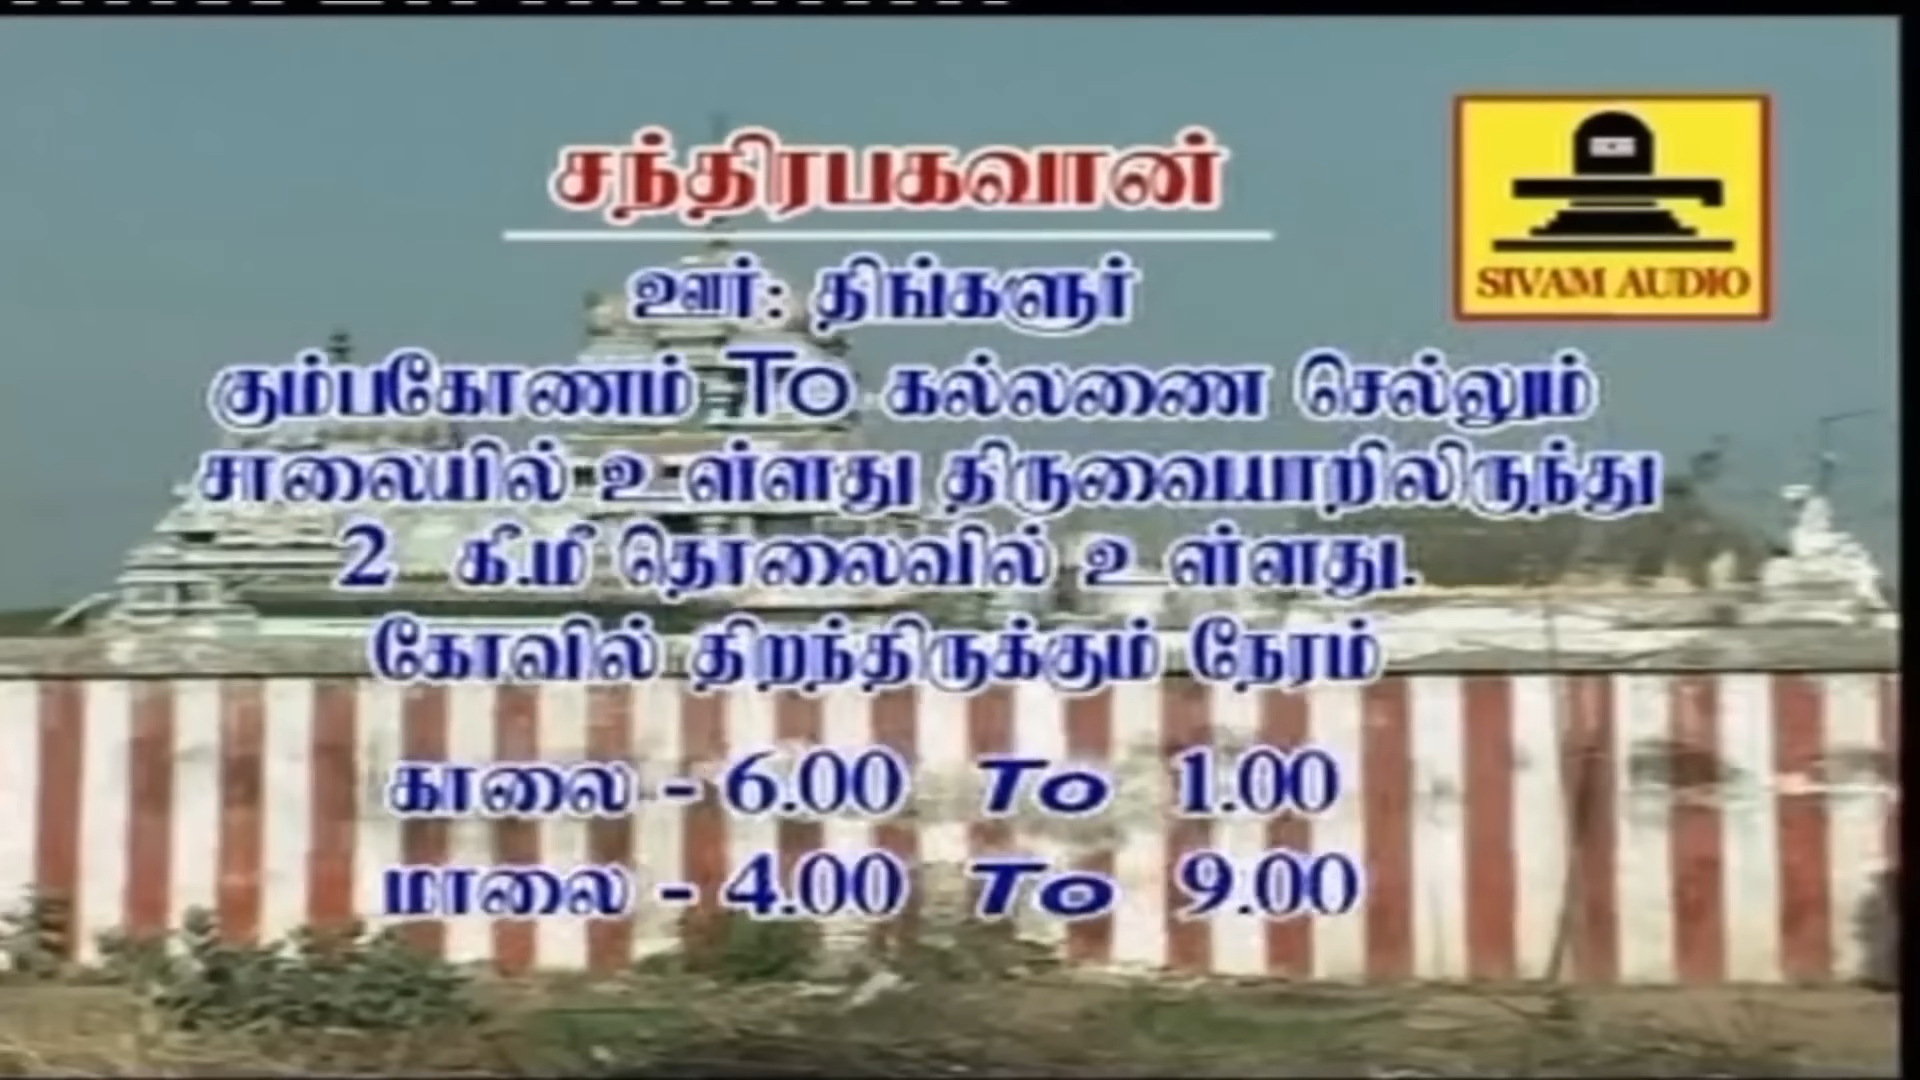 சந்திரபகவான்
SIVAM AUDIO
ஊர்: திங்களுர்
கும்பகோணம் To கல்லணை செல்லும்
சாலையில் உள்ளது திருவையாறிலிருந்து
2 கி.மீ தொலைவில் உள்ளது.
கோவில் திறந்திருக்கும் நேரம்
காலை - 6.00 To 1.00
மாலை - 4.00 To 9.00